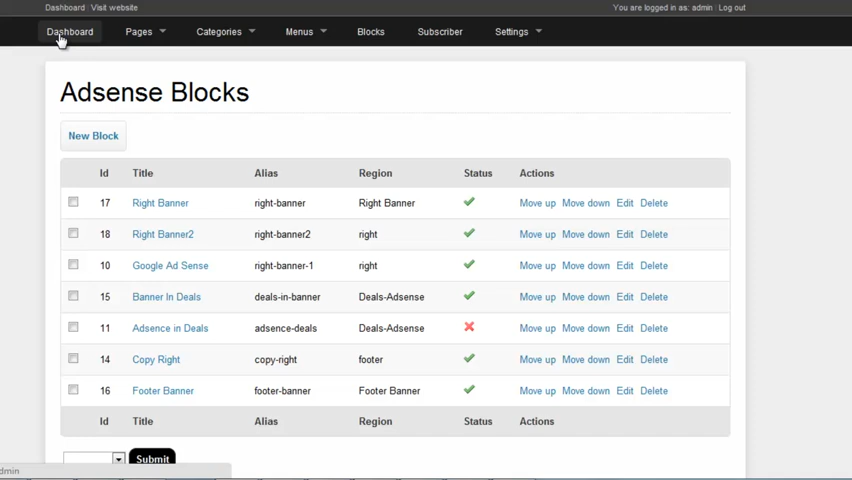 Dashboard Visit website You are logged in as: admin Log out
Dashboard Pages Categories Menus Blocks Subscriber Settings
Adsense Blocks
New Block
Id Title Alias Region Status Actions
17 Right Banner right-banner Right Banner Move up Move down Edit Delete
18 Right Banner2 right-banner2 right Move up Move down Edit Delete
10 Google Ad Sense right-banner-1 right Move up Move down Edit Delete
15 Banner In Deals deals-in-banner Deals-Adsense Move up Move down Edit Delete
11 Adsence in Deals adsence-deals Deals-Adsense Move up Move down Edit Delete
14 Copy Right copy-right footer Move up Move down Edit Delete
16 Footer Banner footer-banner Footer Banner Move up Move down Edit Delete
Id Title Alias Region Status Actions
Submit
dmin